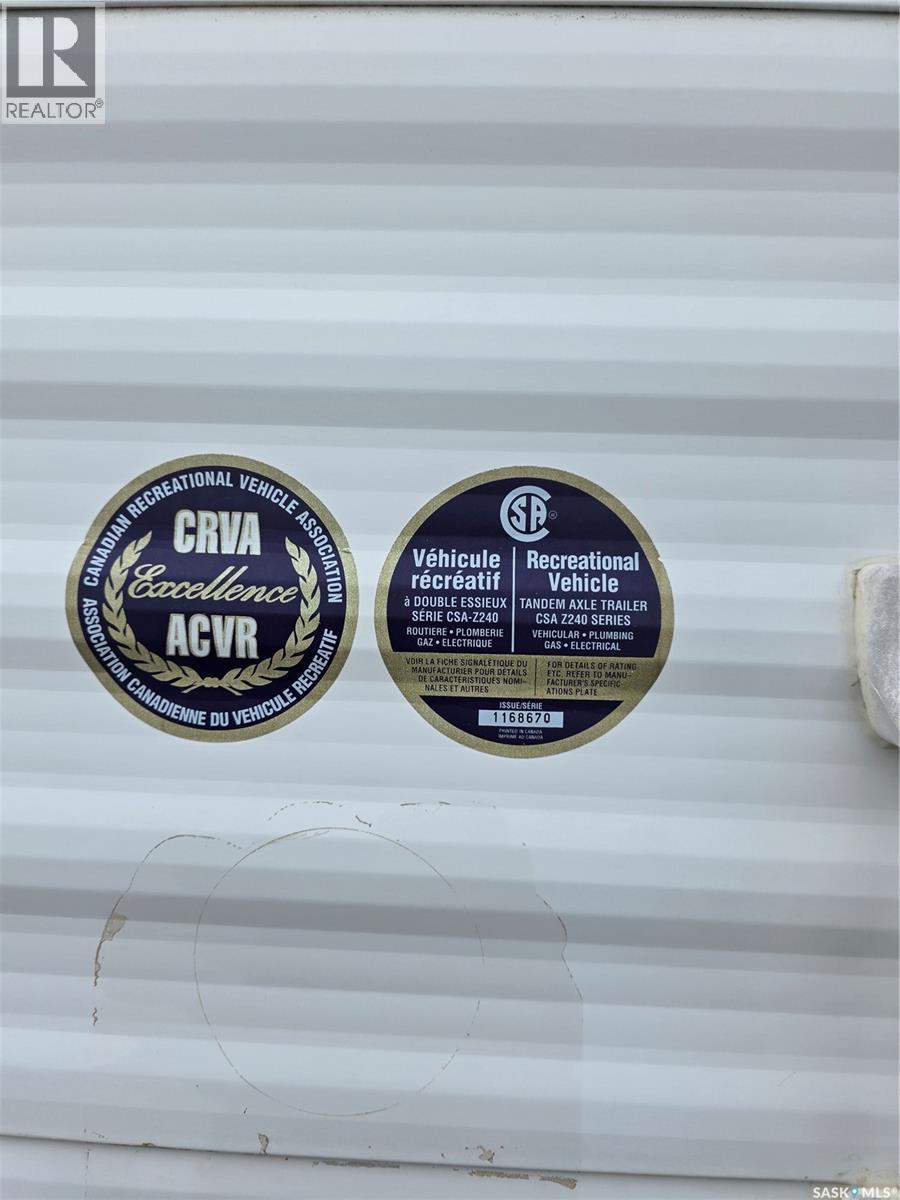 R
REALTOR®
CANADIAN RECREATIONAL VEHICLE ASSOCIATION
CRVA
Excellence
ACVR
ASSOCIATION CANADIENNE DU VEHICULE RECREATIF
CSA®
Véhicule
récréatif
à DOUBLE ESSIEUX
SÉRIE CSA-Z240
ROUTIERE • PLOMBERIE
GAZ • ELECTRIQUE
Recreational
Vehicle
TANDEM AXLE TRAILER
CSA Z240 SERIES
VEHICULAR • PLUMBING
GAS • ELECTRICAL
VOIR LA FICHE SIGNALÉTIQUE DU
MANUFACTURIER POUR DÉTAILS
DE CARACTERISTIQUES NOMI-
NALES ET AUTRES
FOR DETAILS OF RATING
ETC. REFER TO MANU-
FACTURER'S SPECIFIC-
ATIONS PLATE
ISSUE/SÉRIE
1168670
PRINTED IN CANADA
IMPRIMÉ AU CANADA
SASK MLS®